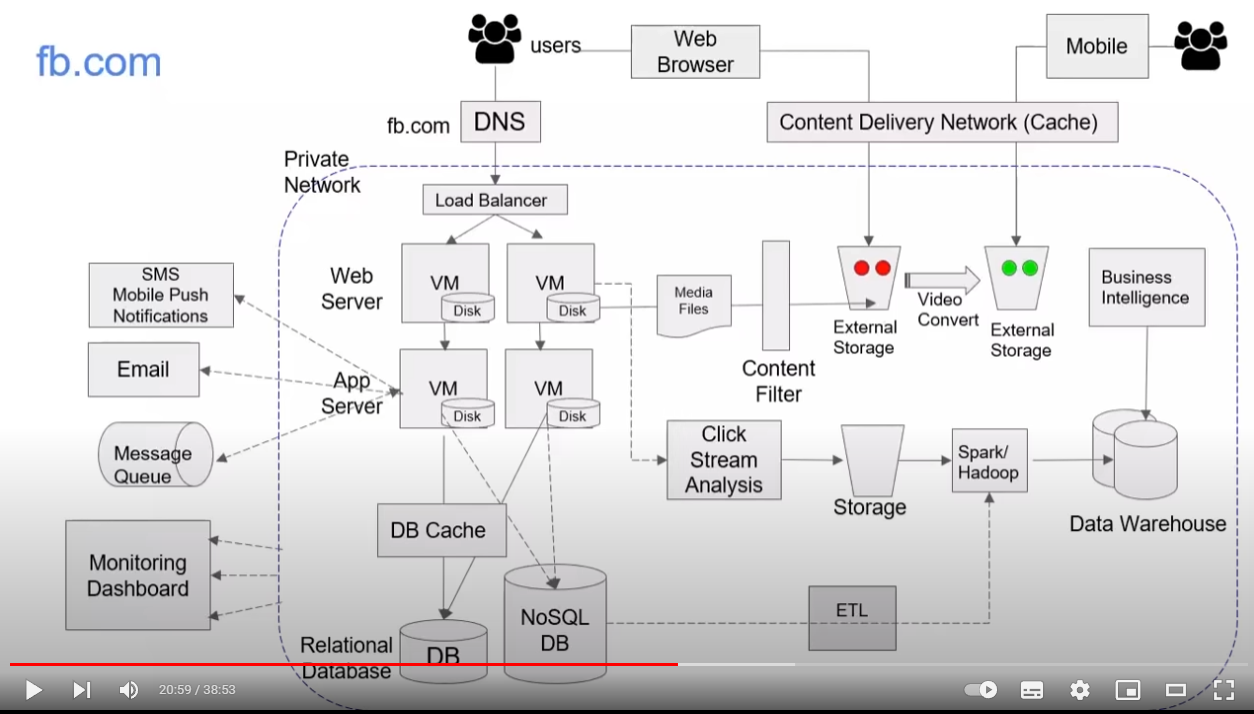 fb.com
users
Web
Browser
Mobile
fb.com
DNS
Content Delivery Network (Cache)
Private
Network
Load Balancer
Web
Server
VM
Disk
VM
Disk
Media
Files
Content
Filter
External
Storage
Video
Convert
External
Storage
Business
Intelligence
SMS
Mobile Push
Notifications
Email
Message
Queue
App
Server
VM
Disk
VM
Disk
Click
Stream
Analysis
Storage
Spark/
Hadoop
Data Warehouse
DB Cache
Monitoring
Dashboard
NoSQL
DB
ETL
Relational
Database
DB
20:59 / 38:53